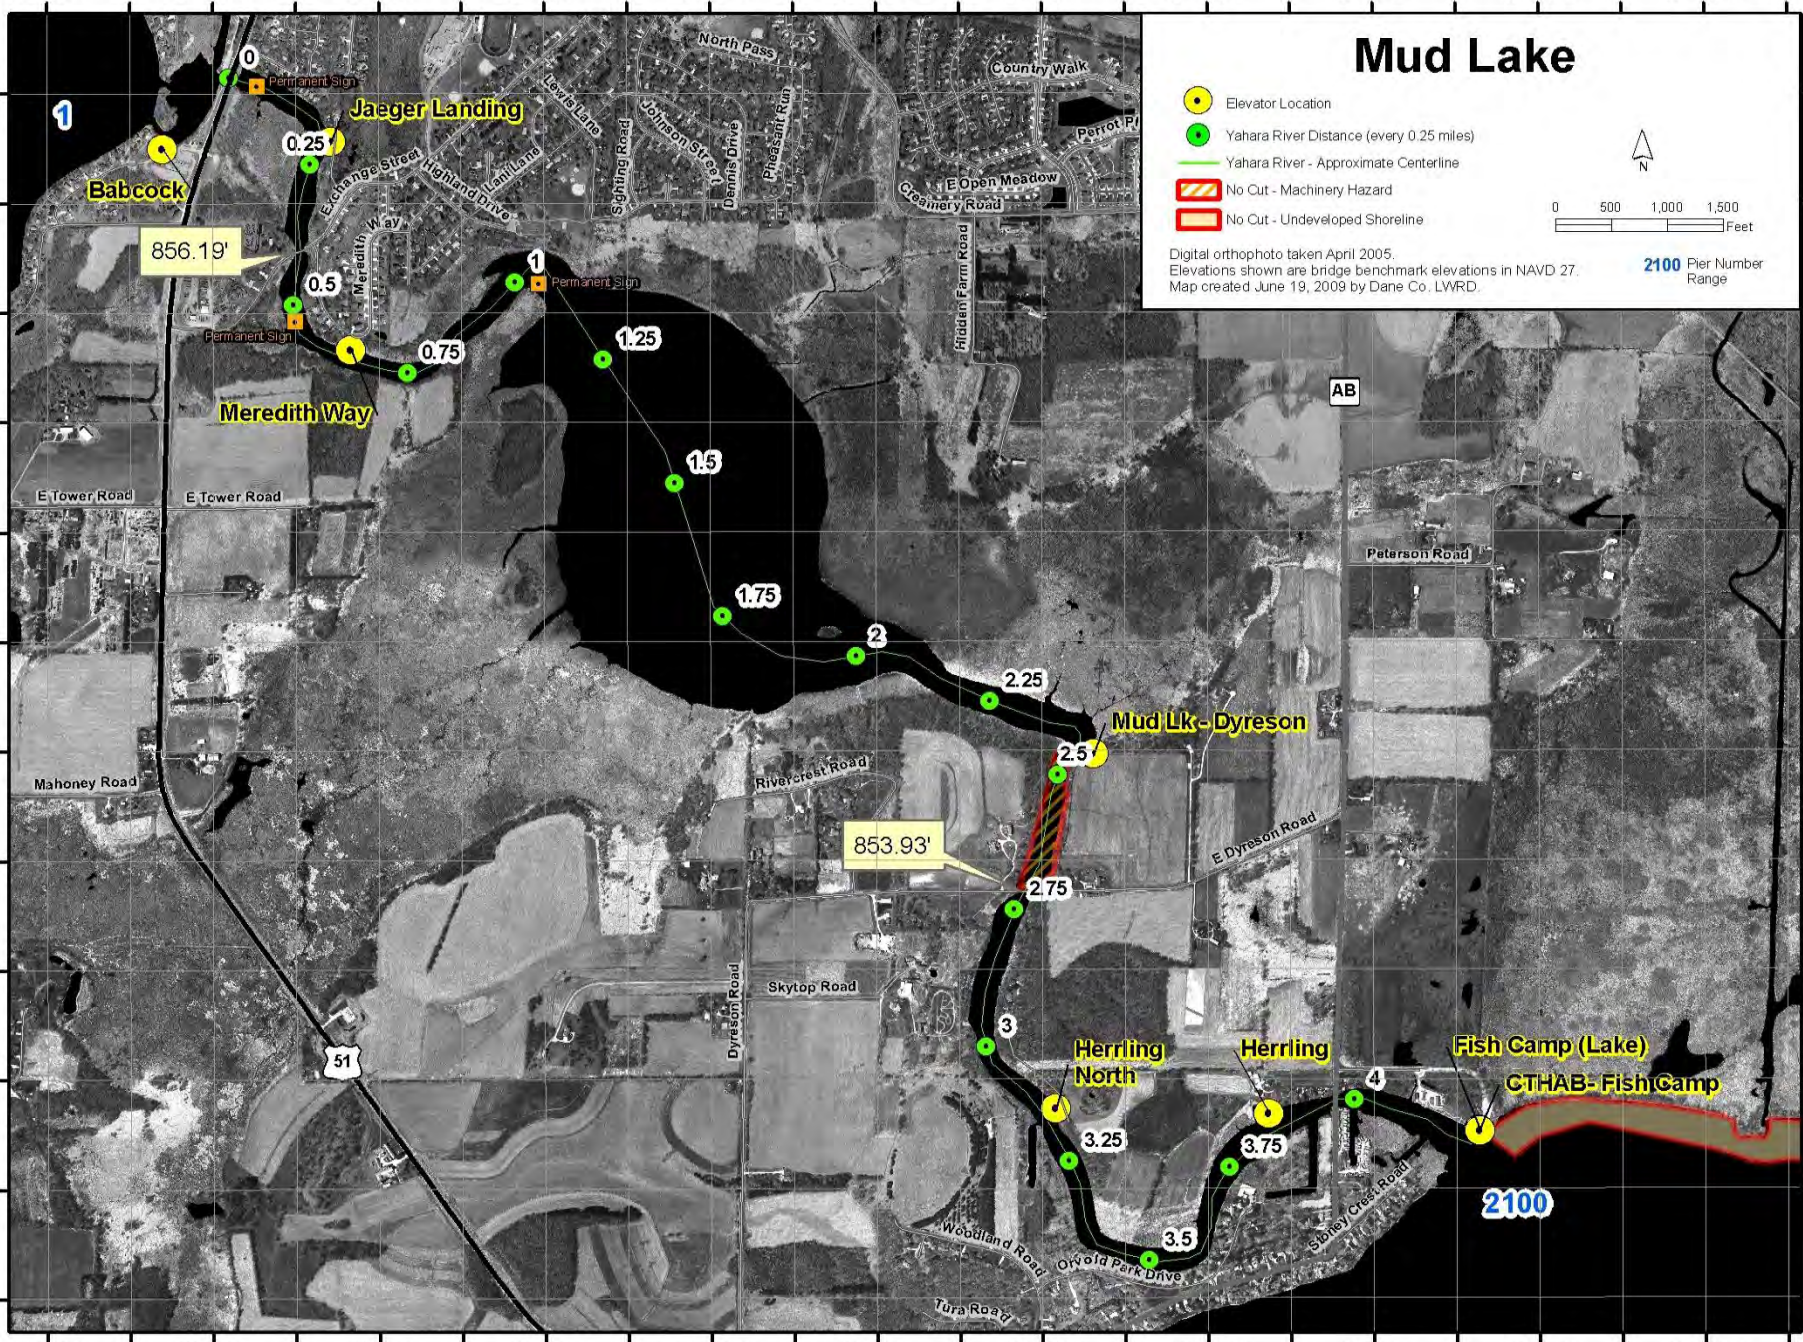 Mud Lake
Elevator Location
Yahara River Distance (every 0.25 miles)
Yahara River - Approximate Centerline
No Cut - Machinery Hazard
No Cut - Undeveloped Shoreline
N
0 500 1,000 1,500
Feet
Digital orthophoto taken April 2005.
Elevations shown are bridge benchmark elevations in NAVD 27.
Map created June 19, 2009 by Dane Co. LWRD.
2100 Pier Number
Range
North Pass
Country Walk
0
Permanent Sign
1
Jaeger Landing
Lewis Lane
Johnson Street
Pheasant Run
Perrot Pl
0.25
Exchange Street
Highland Drive
Lani Lane
Sighting Road
Dennis Drive
E Open Meadow
Creamery Road
Babcock
Meredith Way
856.19'
Hidden Farm Road
1
Permanent Sign
0.5
Permanent Sign
0.75
1.25
Meredith Way
AB
1.5
E Tower Road
E Tower Road
Peterson Road
1.75
2
2.25
Mud Lk - Dyreson
2.5
Mahoney Road
Rivercrest Road
E Dyreson Road
853.93'
2.75
Skytop Road
Dyreson Road
3
51
Herrling
North
Herrling
Fish Camp (Lake)
CTHAB- Fish Camp
4
3.25
3.75
Stoney Crest Road
2100
3.5
Woodland Road
Orvold Park Drive
Tura Road